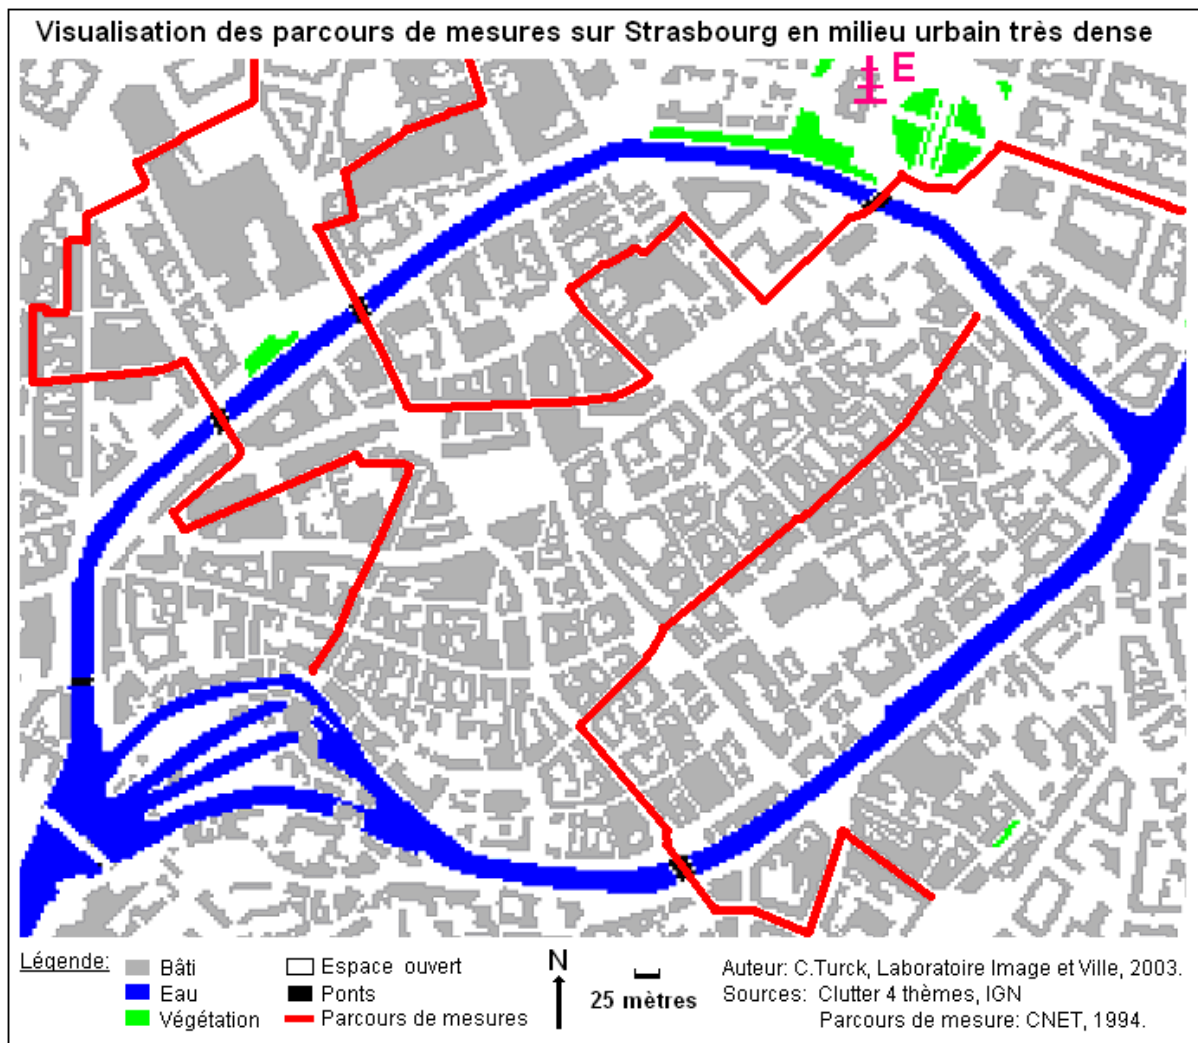 Visualisation des parcours de mesures sur Strasbourg en milieu urbain très dense
E
Légende:
Bâti
Eau
Végétation
Espace ouvert
Ponts
Parcours de mesures
N
25 mètres
Auteur: C.Turck, Laboratoire Image et Ville, 2003.
Sources: Clutter 4 thèmes, IGN
Parcours de mesure: CNET, 1994.